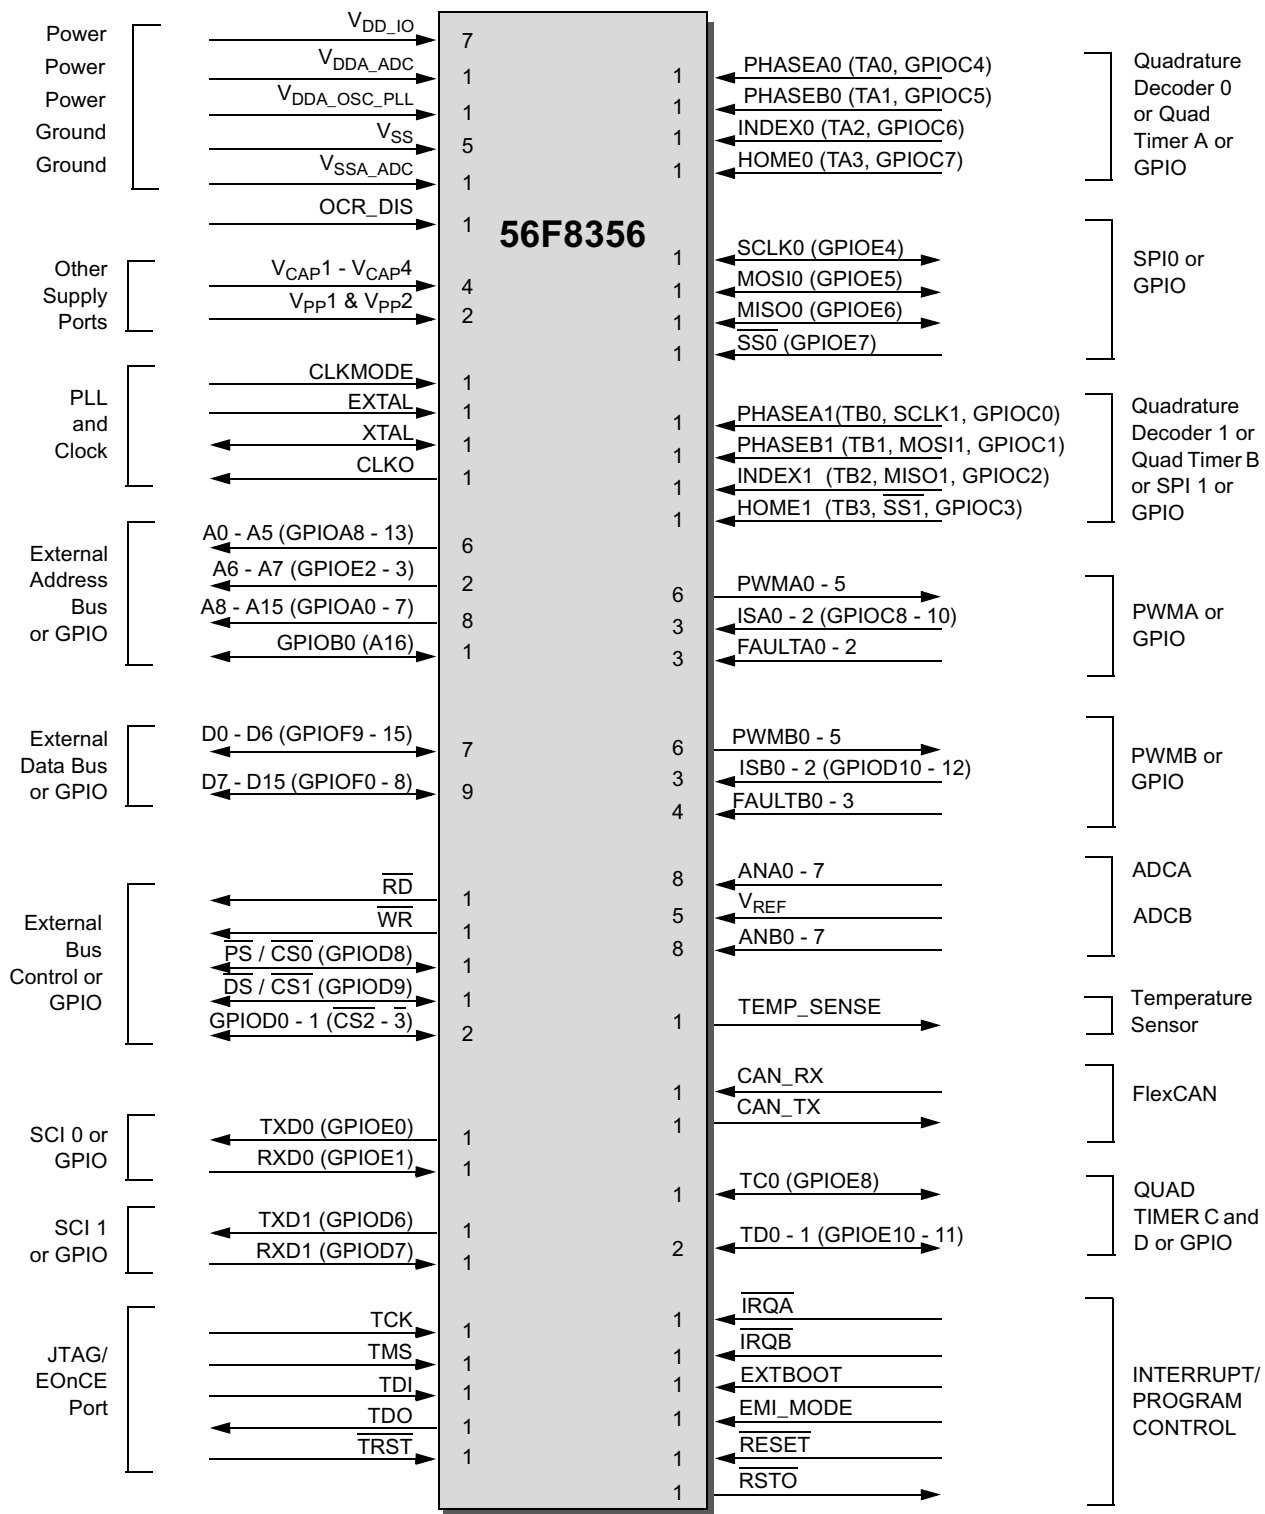 56F8356
Power
Power
Power
Ground
Ground
V_DD_IO 7
V_DDA_ADC 1
V_DDA_OSC_PLL 1
V_SS 5
V_SSA_ADC 1
OCR_DIS 1
Other
Supply
Ports
V_CAP1 - V_CAP4 4
V_PP1 & V_PP2 2
PLL
and
Clock
CLKMODE 1
EXTAL 1
XTAL 1
CLKO 1
External
Address
Bus
or GPIO
A0 - A5 (GPIOA8 - 13) 6
A6 - A7 (GPIOE2 - 3) 2
A8 - A15 (GPIOA0 - 7) 8
GPIOB0 (A16) 1
External
Data Bus
or GPIO
D0 - D6 (GPIOF9 - 15) 7
D7 - D15 (GPIOF0 - 8) 9
External
Bus
Control or
GPIO
RD 1
WR 1
PS / CS0 (GPIOD8) 1
DS / CS1 (GPIOD9) 1
GPIOD0 - 1 (CS2 - 3) 2
SCI 0 or
GPIO
TXD0 (GPIOE0) 1
RXD0 (GPIOE1) 1
SCI 1
or GPIO
TXD1 (GPIOD6) 1
RXD1 (GPIOD7) 1
JTAG/
EOnCE
Port
TCK 1
TMS 1
TDI 1
TDO 1
TRST 1
1 PHASEA0 (TA0, GPIOC4)
1 PHASEB0 (TA1, GPIOC5)
1 INDEX0 (TA2, GPIOC6)
1 HOME0 (TA3, GPIOC7)
Quadrature
Decoder 0
or Quad
Timer A or
GPIO
1 SCLK0 (GPIOE4)
1 MOSI0 (GPIOE5)
1 MISO0 (GPIOE6)
1 SS0 (GPIOE7)
SPI0 or
GPIO
1 PHASEA1(TB0, SCLK1, GPIOC0)
1 PHASEB1 (TB1, MOSI1, GPIOC1)
1 INDEX1 (TB2, MISO1, GPIOC2)
1 HOME1 (TB3, SS1, GPIOC3)
Quadrature
Decoder 1 or
Quad Timer B
or SPI 1 or
GPIO
6 PWMA0 - 5
3 ISA0 - 2 (GPIOC8 - 10)
3 FAULTA0 - 2
PWMA or
GPIO
6 PWMB0 - 5
3 ISB0 - 2 (GPIOD10 - 12)
4 FAULTB0 - 3
PWMB or
GPIO
8 ANA0 - 7
5 V_REF
8 ANB0 - 7
ADCA
ADCB
1 TEMP_SENSE
Temperature
Sensor
1 CAN_RX
1 CAN_TX
FlexCAN
1 TC0 (GPIOE8)
2 TD0 - 1 (GPIOE10 - 11)
QUAD
TIMER C and
D or GPIO
1 IRQA
1 IRQB
1 EXTBOOT
1 EMI_MODE
1 RESET
1 RSTO
INTERRUPT/
PROGRAM
CONTROL